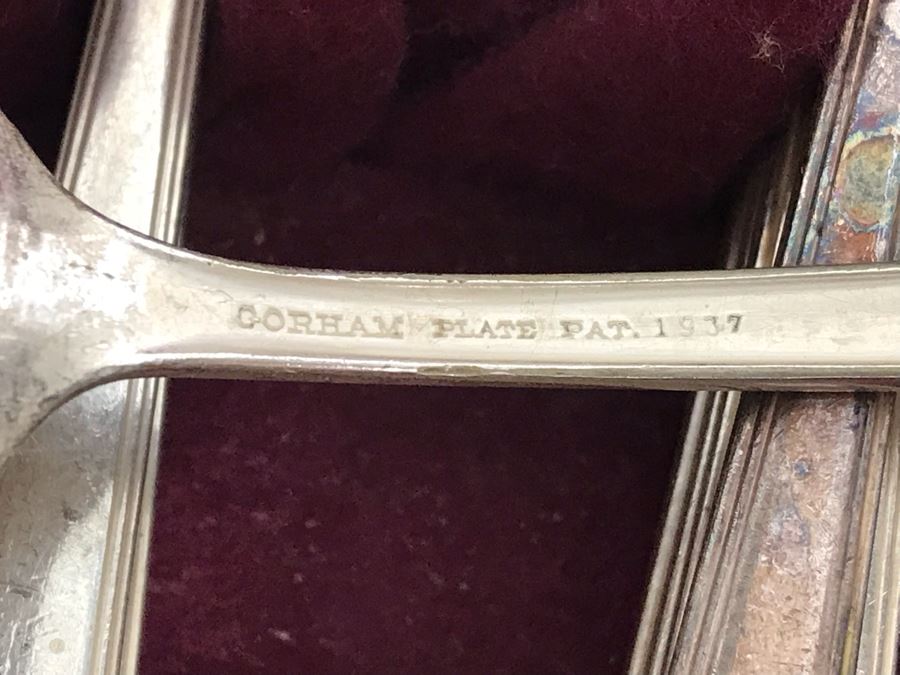 GORHAM PLATE PAT. 1937